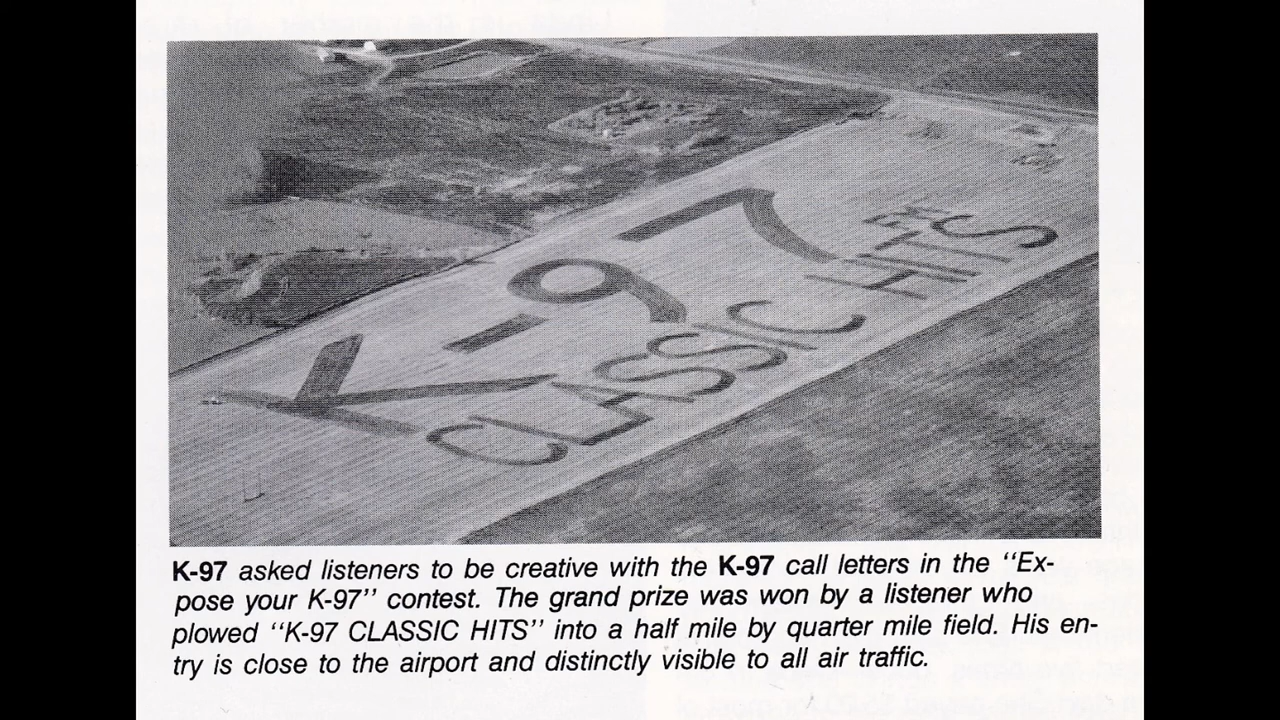 K-97
FM
CLASSIC HITS
K-97 asked listeners to be creative with the K-97 call letters in the "Ex-
pose your K-97" contest. The grand prize was won by a listener who
plowed "K-97 CLASSIC HITS" into a half mile by quarter mile field. His en-
try is close to the airport and distinctly visible to all air traffic.